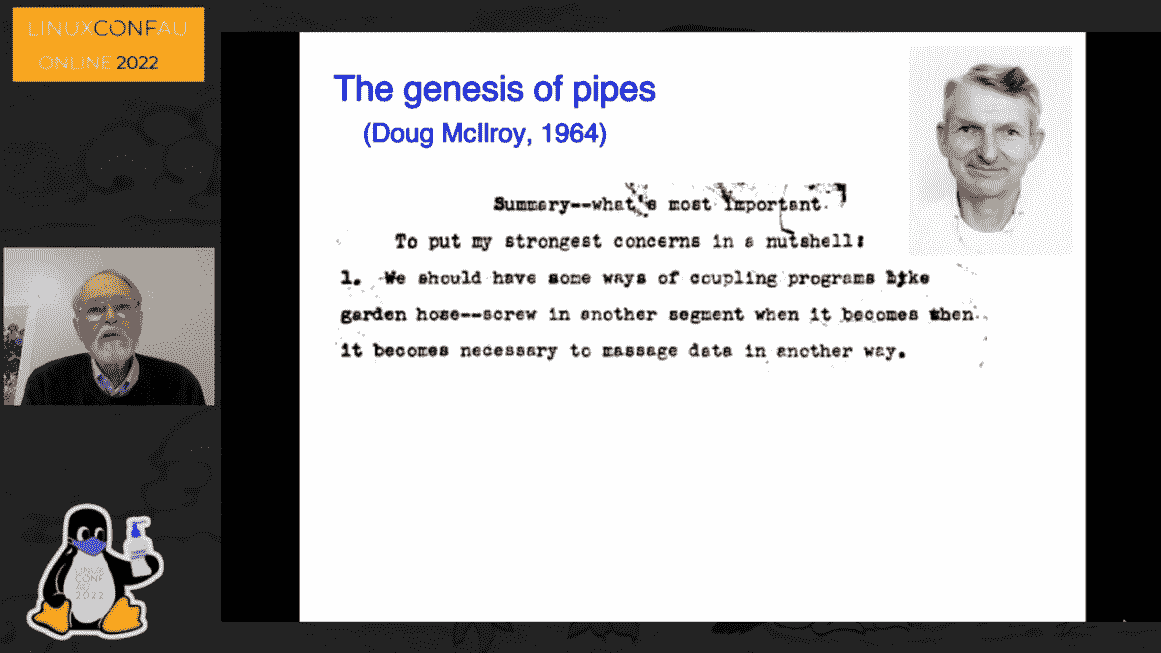 LINUXCONFAU
ONLINE 2022
The genesis of pipes
(Doug McIlroy, 1964)
Summary--what's most important.
To put my strongest concerns in a nutshell:
1. We should have some ways of coupling programs like
garden hose--screw in another segment when it becomes when
it becomes necessary to massage data in another way.
LINUX
CONF
AU
2022